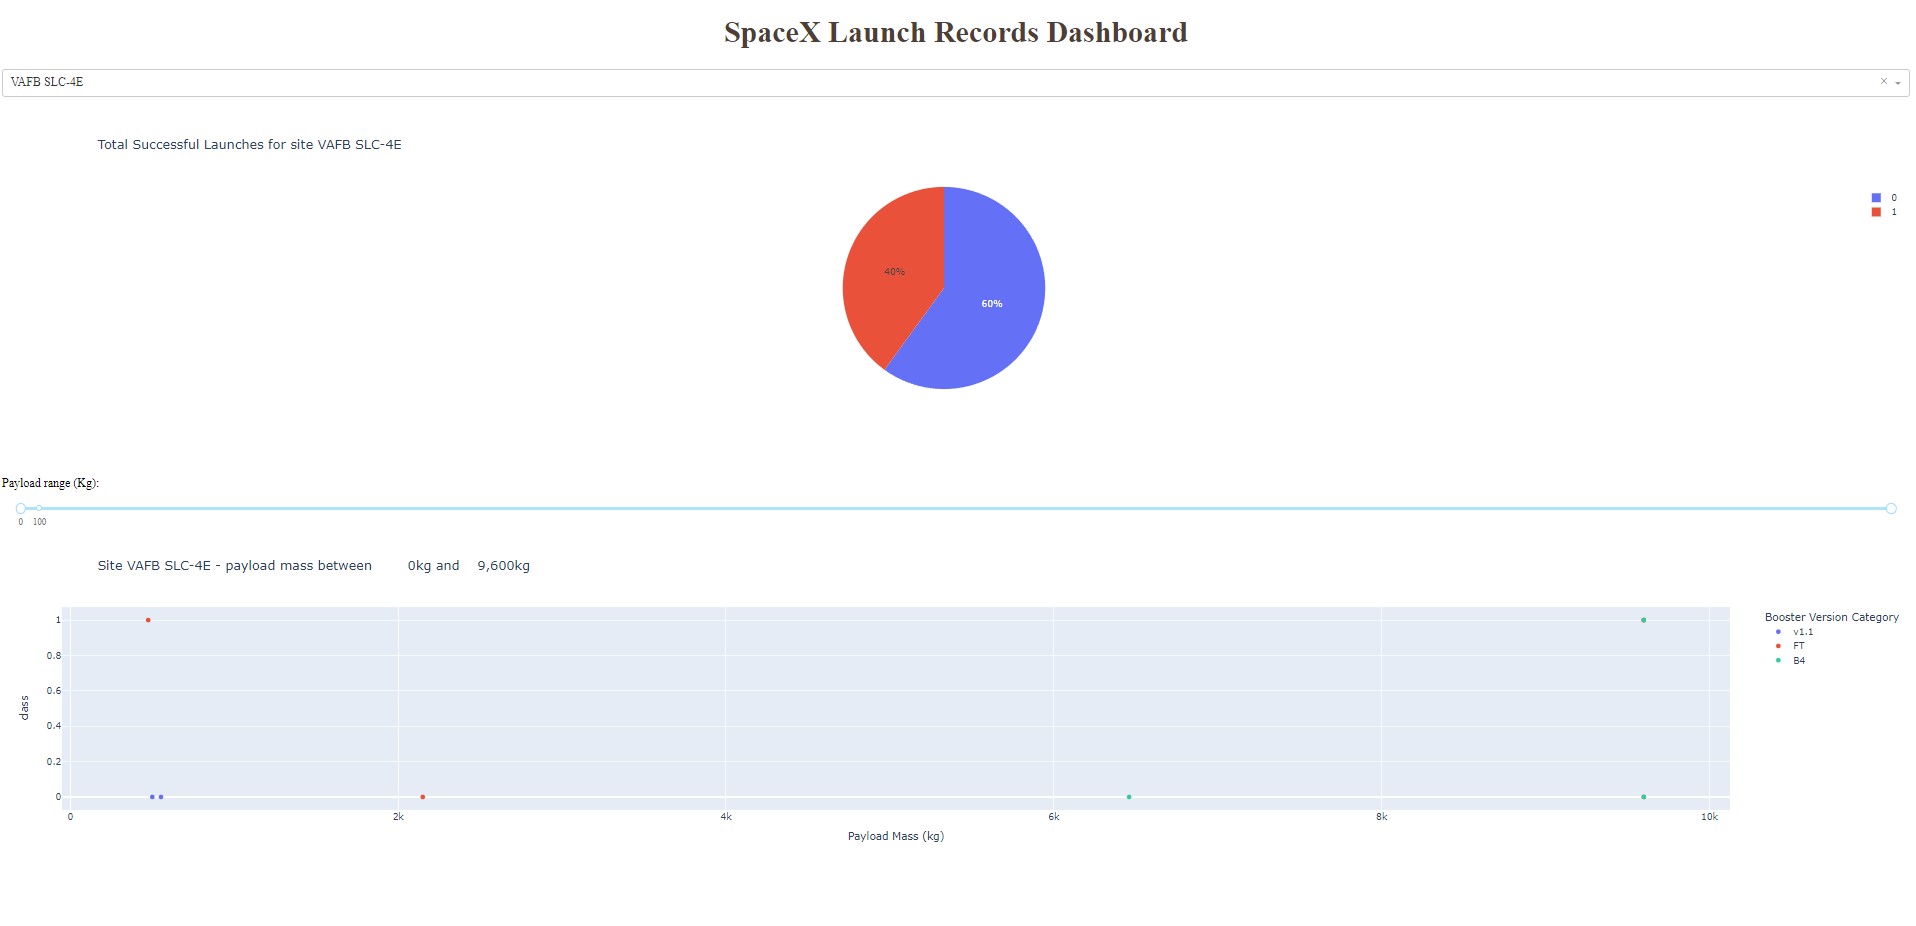 SpaceX Launch Records Dashboard
VAFB SLC-4E
×
Total Successful Launches for site VAFB SLC-4E
0
1
40%
60%
Payload range (Kg):
0 100
Site VAFB SLC-4E - payload mass between 0kg and 9,600kg
1
0.8
0.6
0.4
0.2
0
class
0 2k 4k 6k 8k 10k
Payload Mass (kg)
Booster Version Category
v1.1
FT
B4